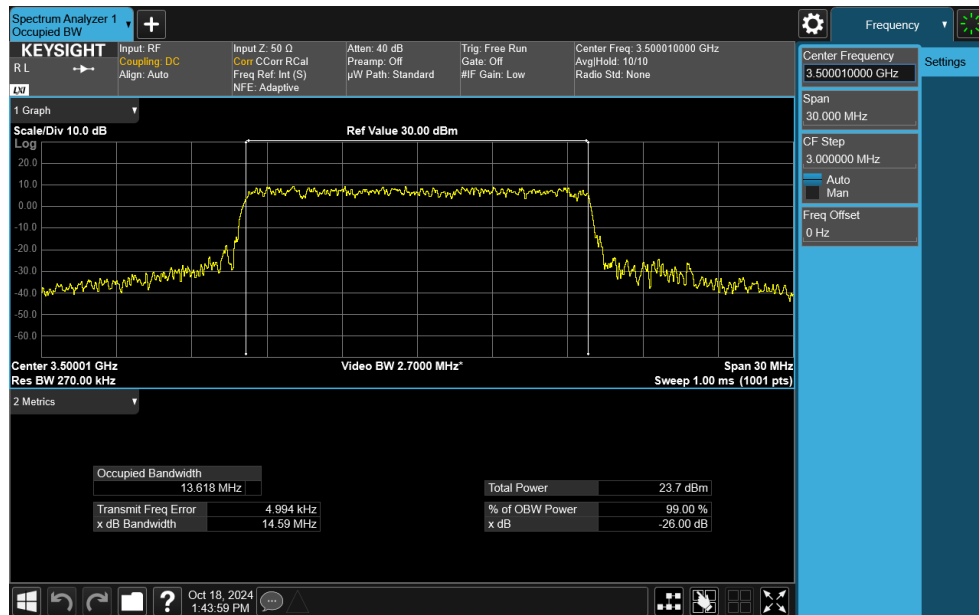 Spectrum Analyzer 1
Occupied BW
+
Frequency
KEYSIGHT
R L
LXI
Input: RF
Coupling: DC
Align: Auto
Input Z: 50 Ω
Corr CCorr RCal
Freq Ref: Int (S)
NFE: Adaptive
Atten: 40 dB
Preamp: Off
µW Path: Standard
Trig: Free Run
Gate: Off
#IF Gain: Low
Center Freq: 3.500010000 GHz
Avg|Hold: 10/10
Radio Std: None
Center Frequency
3.500010000 GHz
Settings
Span
30.000 MHz
CF Step
3.000000 MHz
Auto
Man
Freq Offset
0 Hz
1 Graph
Scale/Div 10.0 dB
Ref Value 30.00 dBm
Log
20.0
10.0
0.00
-10.0
-20.0
-30.0
-40.0
-50.0
-60.0
Center 3.50001 GHz
Video BW 2.7000 MHz*
Span 30 MHz
Res BW 270.00 kHz
Sweep 1.00 ms (1001 pts)
2 Metrics
Occupied Bandwidth
13.618 MHz
Total Power 23.7 dBm
Transmit Freq Error 4.994 kHz
% of OBW Power 99.00 %
x dB Bandwidth 14.59 MHz
x dB -26.00 dB
?
Oct 18, 2024
1:43:59 PM